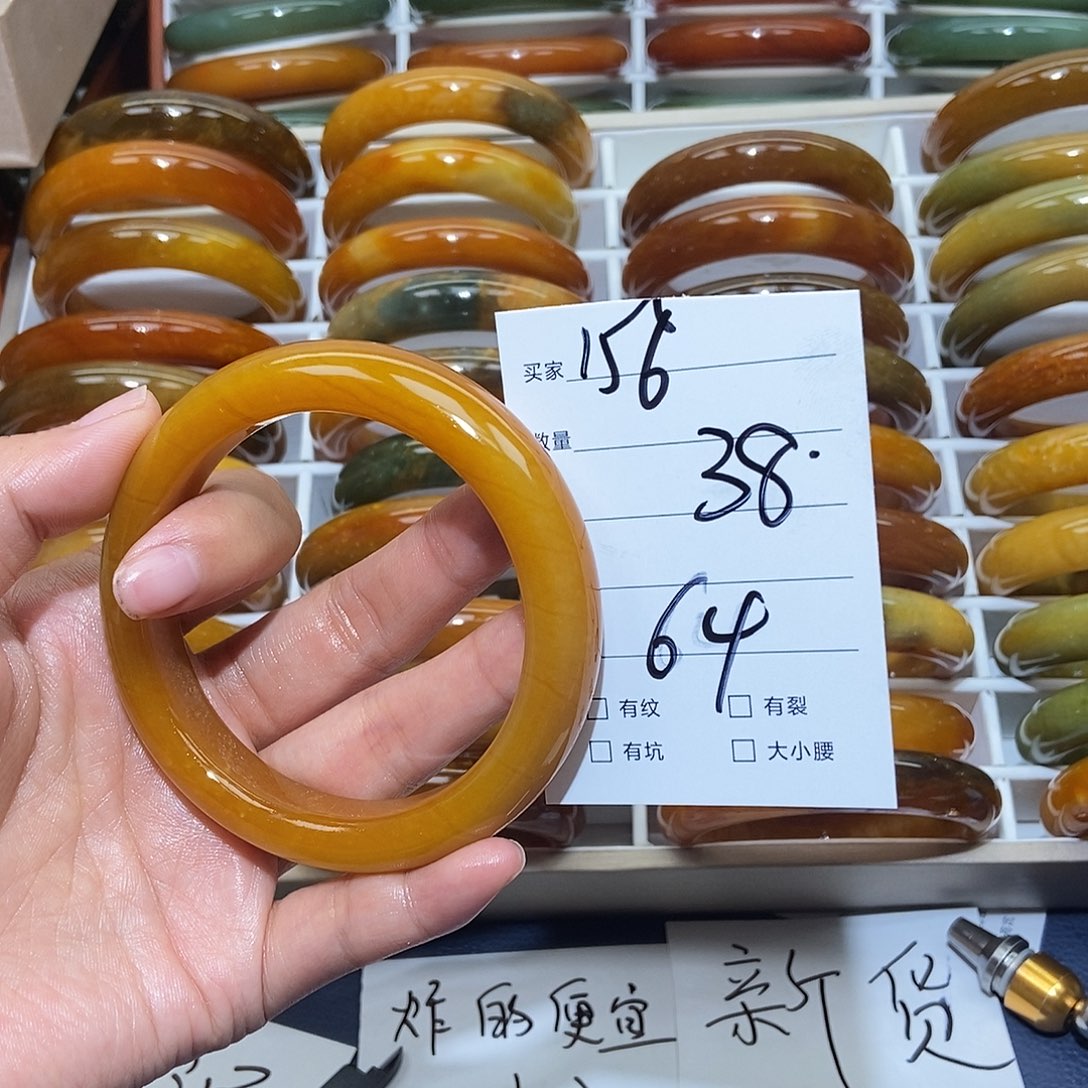 买家 156
数量
38.
64
有纹 有裂
有坑 大小腰
炸的便宜
新货